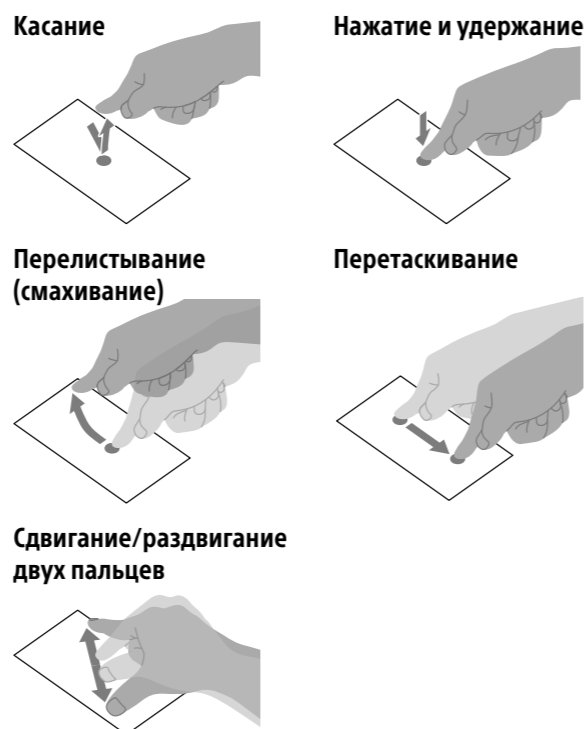 Касание
Нажатие и удержание
Перелистывание
(смахивание)
Перетаскивание
Сдвигание/раздвигание
двух пальцев